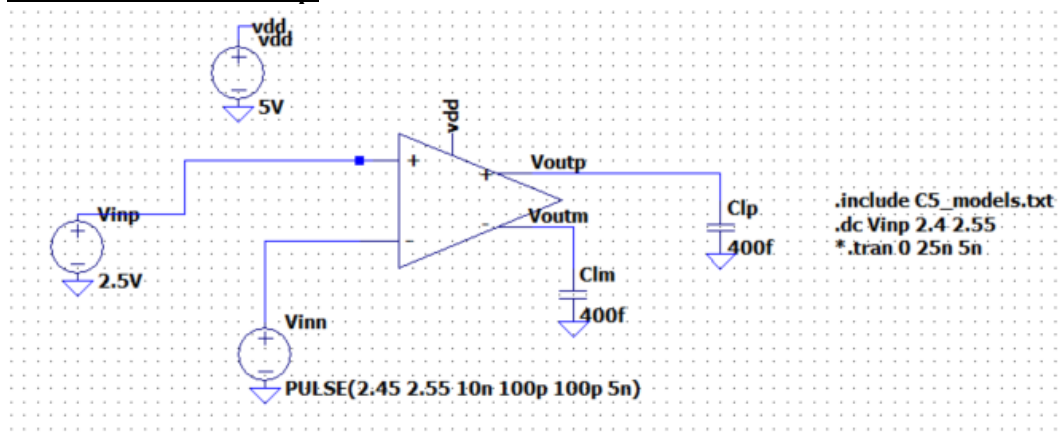 vdd
vdd
5V
vdd
+
Voutp
+
Vinp
2.5V
-
Voutm
-
Clp
400f
.include C5_models.txt
.dc Vinp 2.4 2.55
*.tran 0 25n 5n
Clm
400f
Vinn
PULSE(2.45 2.55 10n 100p 100p 5n)